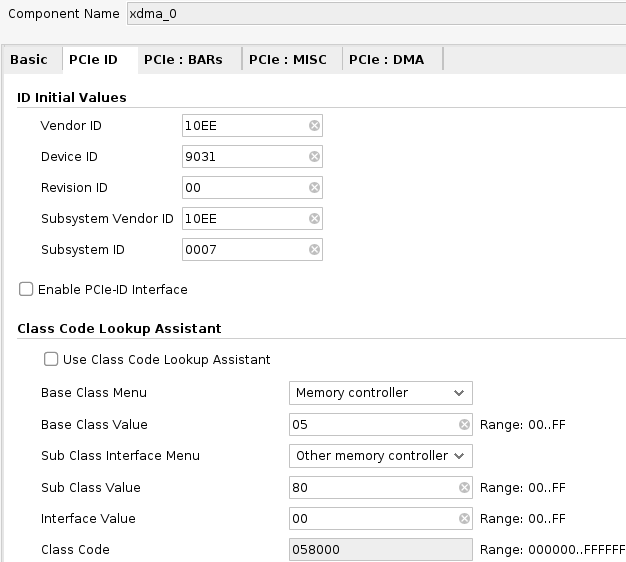 Component Name xdma_0
Basic PCIe ID PCIe : BARs PCIe : MISC PCIe : DMA
ID Initial Values
Vendor ID 10EE
Device ID 9031
Revision ID 00
Subsystem Vendor ID 10EE
Subsystem ID 0007
Enable PCIe-ID Interface
Class Code Lookup Assistant
Use Class Code Lookup Assistant
Base Class Menu Memory controller
Base Class Value 05 Range: 00..FF
Sub Class Interface Menu Other memory controller
Sub Class Value 80 Range: 00..FF
Interface Value 00 Range: 00..FF
Class Code 058000 Range: 000000..FFFFFF